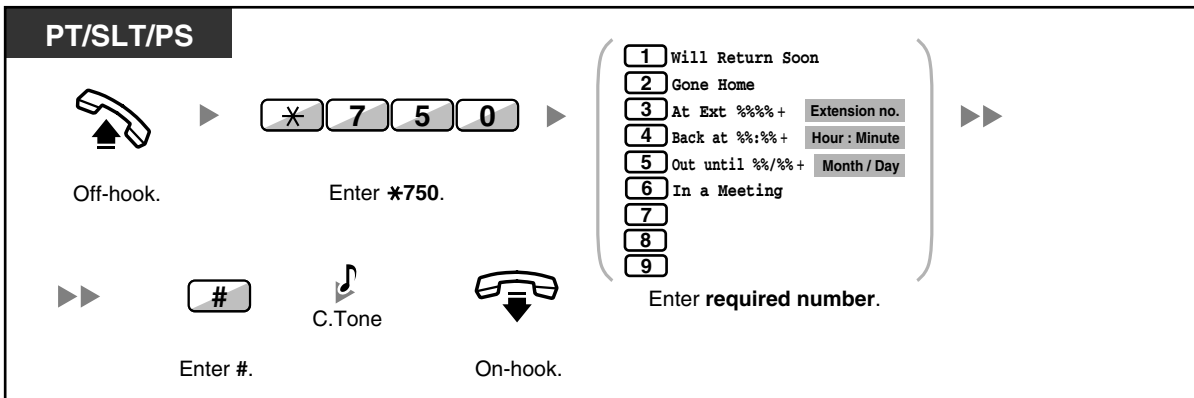 PT/SLT/PS
1 Will Return Soon
2 Gone Home
3 At Ext %%%% + Extension no.
4 Back at %%:%% + Hour : Minute
5 Out until %%/%% + Month / Day
6 In a Meeting
7
8
9
* 7 5 0
Off-hook.
Enter *750.
Enter required number.
#
C.Tone
Enter #.
On-hook.